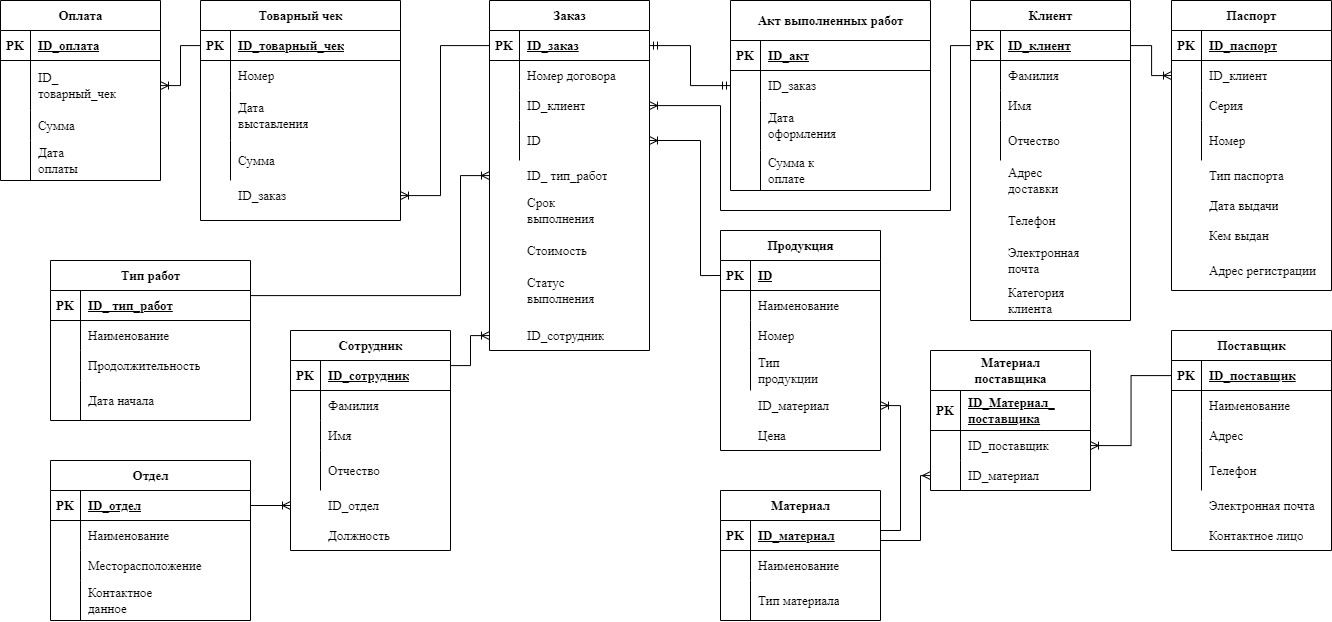 Оплата
PK ID_оплата
ID_
товарный_чек
Сумма
Дата
оплаты
Товарный чек
PK ID_товарный_чек
Номер
Дата
выставления
Сумма
ID_заказ
Заказ
PK ID_заказ
Номер договора
ID_клиент
ID
ID_ тип_работ
Срок
выполнения
Стоимость
Статус
выполнения
ID_сотрудник
Акт выполненных работ
PK ID_акт
ID_заказ
Дата
оформления
Сумма к
оплате
Клиент
PK ID_клиент
Фамилия
Имя
Отчество
Адрес
доставки
Телефон
Электронная
почта
Категория
клиента
Паспорт
PK ID_паспорт
ID_клиент
Серия
Номер
Тип паспорта
Дата выдачи
Кем выдан
Адрес регистрации
Тип работ
PK ID_ тип_работ
Наименование
Продолжительность
Дата начала
Сотрудник
PK ID_сотрудник
Фамилия
Имя
Отчество
ID_отдел
Должность
Продукция
PK ID
Наименование
Номер
Тип
продукции
ID_материал
Цена
Материал
поставщика
PK ID_Материал_
поставщика
ID_поставщик
ID_материал
Поставщик
PK ID_поставщик
Наименование
Адрес
Телефон
Электронная почта
Контактное лицо
Отдел
PK ID_отдел
Наименование
Месторасположение
Контактное
данное
Материал
PK ID_материал
Наименование
Тип материала